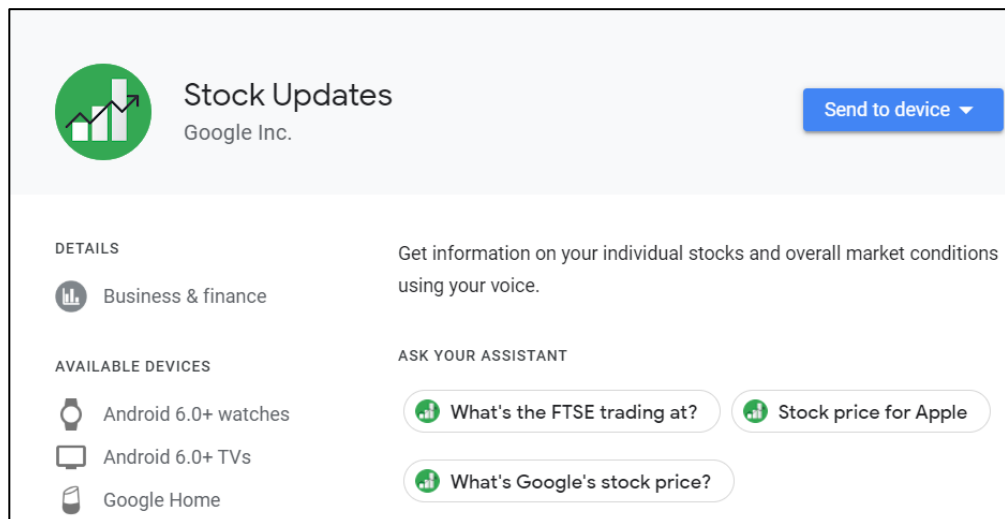 Stock Updates
Google Inc.
Send to device
DETAILS
Business & finance
AVAILABLE DEVICES
Android 6.0+ watches
Android 6.0+ TVs
Google Home
Get information on your individual stocks and overall market conditions
using your voice.
ASK YOUR ASSISTANT
What's the FTSE trading at?
Stock price for Apple
What's Google's stock price?